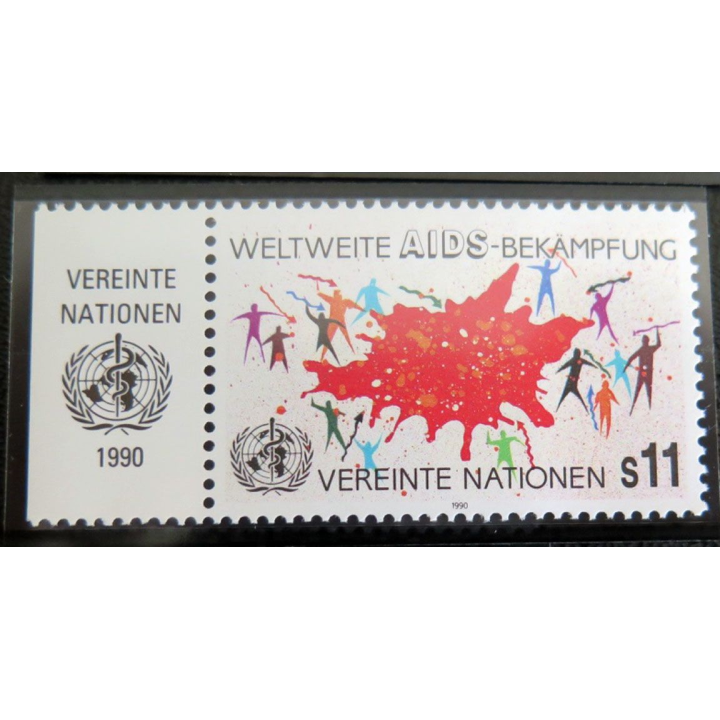 VEREINTE
NATIONEN
1990
WELTWEITE AIDS-BEKÄMPFUNG
VEREINTE NATIONEN s11
1990